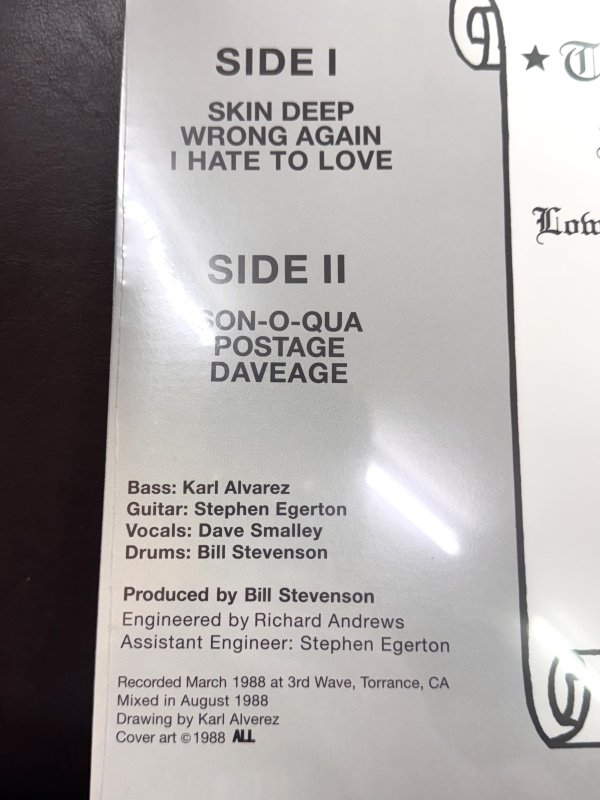 SIDE I
SKIN DEEP
WRONG AGAIN
I HATE TO LOVE
SIDE II
SON-O-QUA
POSTAGE
DAVEAGE
Bass: Karl Alvarez
Guitar: Stephen Egerton
Vocals: Dave Smalley
Drums: Bill Stevenson
Produced by Bill Stevenson
Engineered by Richard Andrews
Assistant Engineer: Stephen Egerton
Recorded March 1988 at 3rd Wave, Torrance, CA
Mixed in August 1988
Drawing by Karl Alverez
Cover art ©1988 ALL